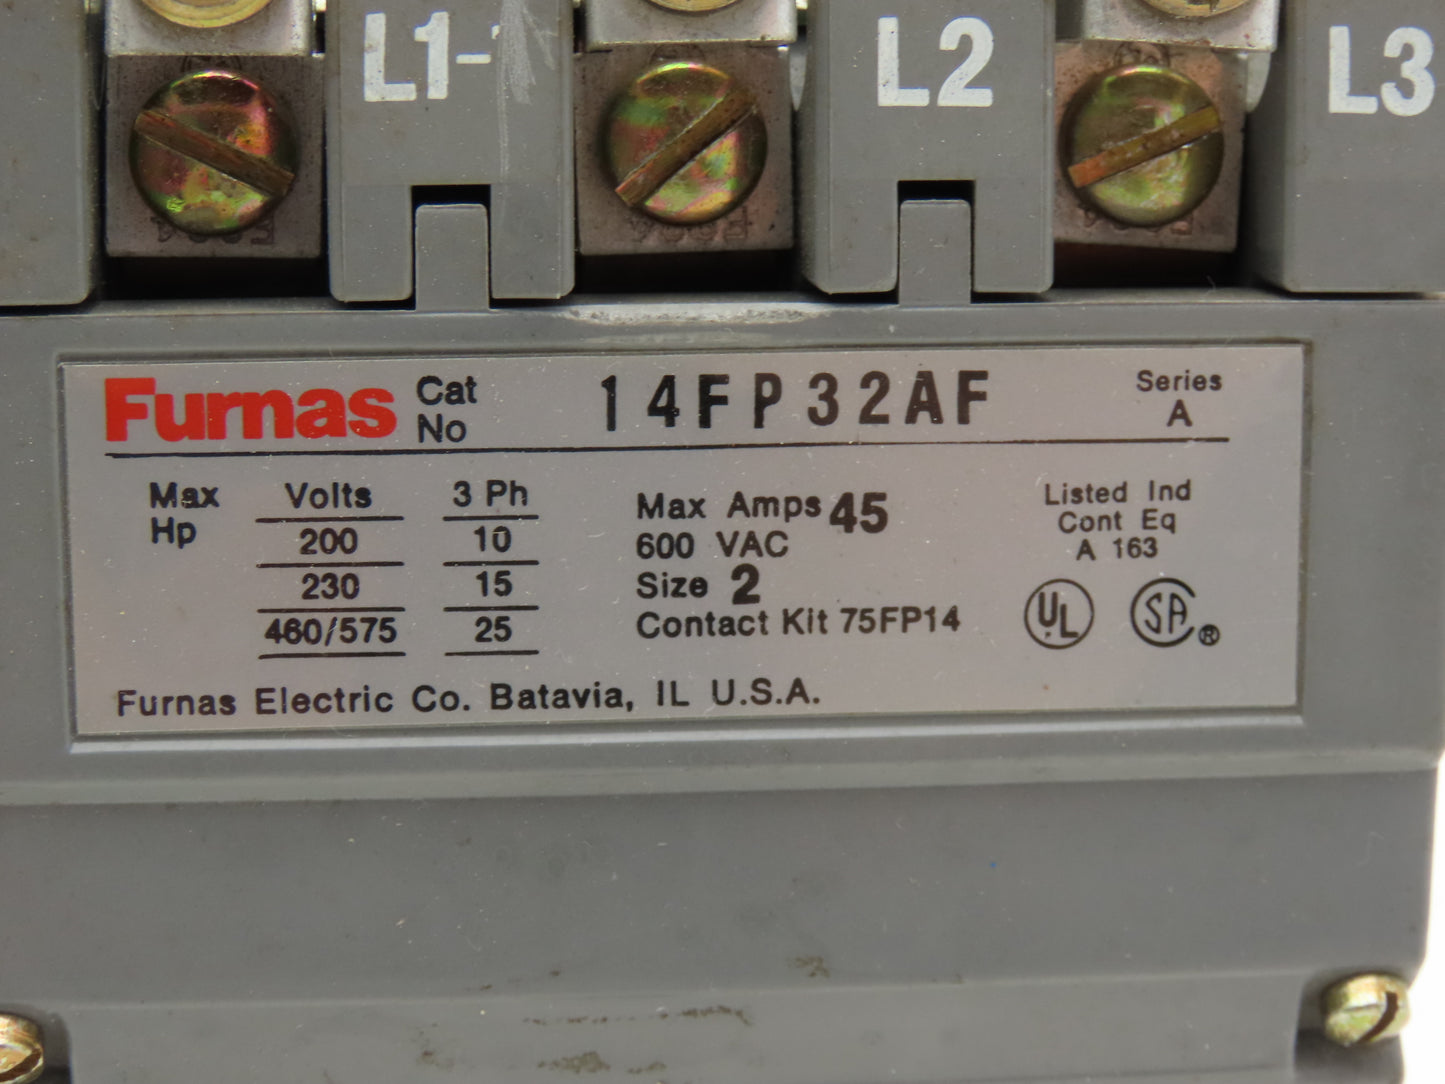 L1-
L2
L3
Furnas Cat No 14FP32AF Series A
Max Hp
Volts 3 Ph
200 10
230 15
460/575 25
Max Amps 45
600 VAC
Size 2
Contact Kit 75FP14
Listed Ind
Cont Eq
A 163
UL SA ®
Furnas Electric Co. Batavia, IL U.S.A.